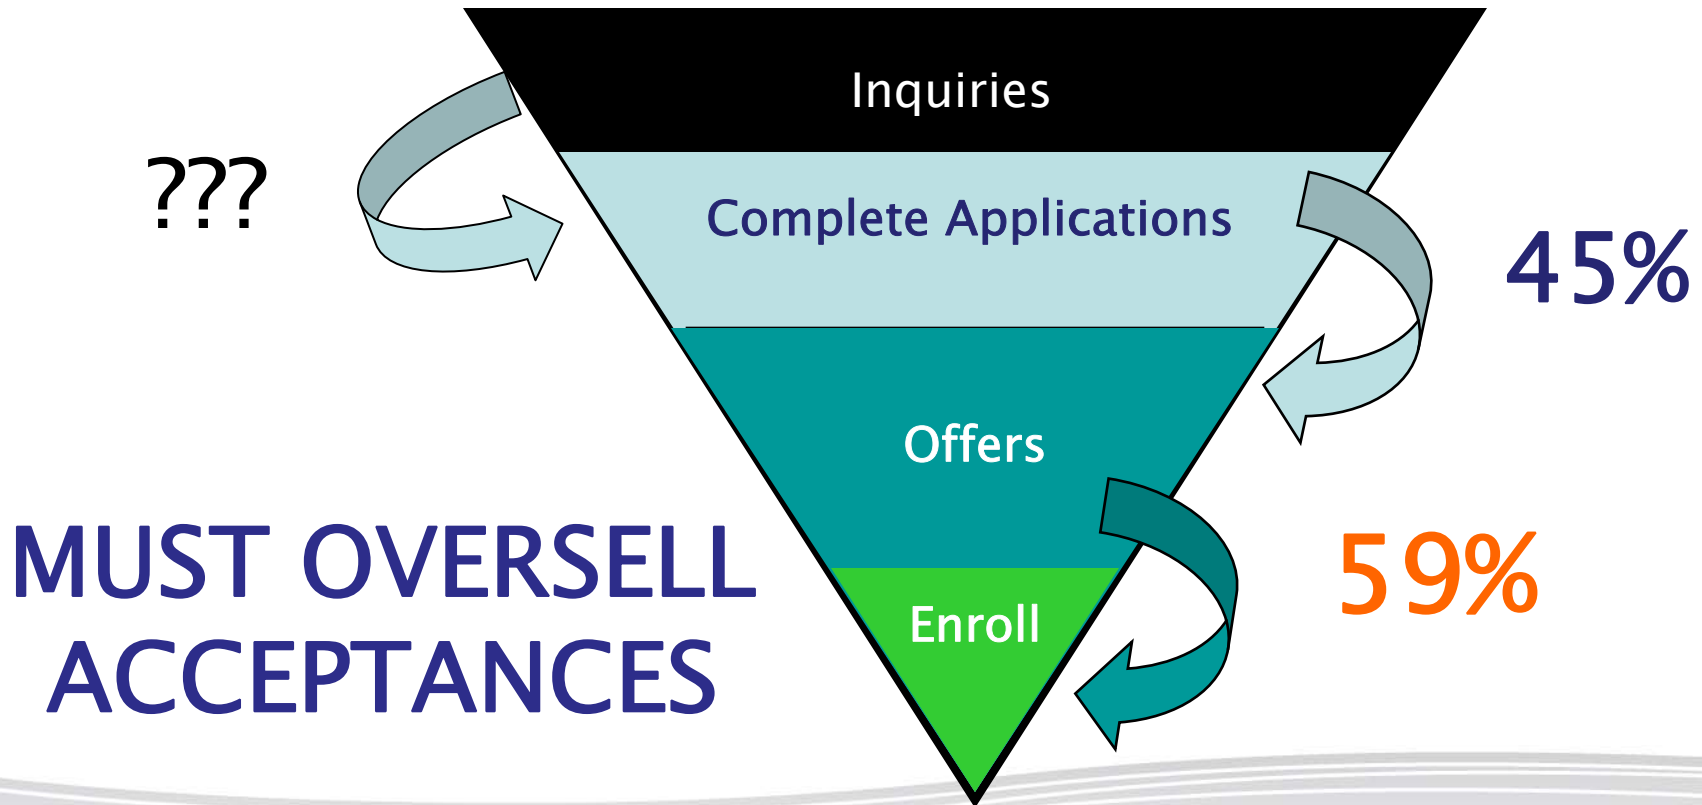 Inquiries
???
Complete Applications
45%
Offers
MUST OVERSELL
ACCEPTANCES
59%
Enroll